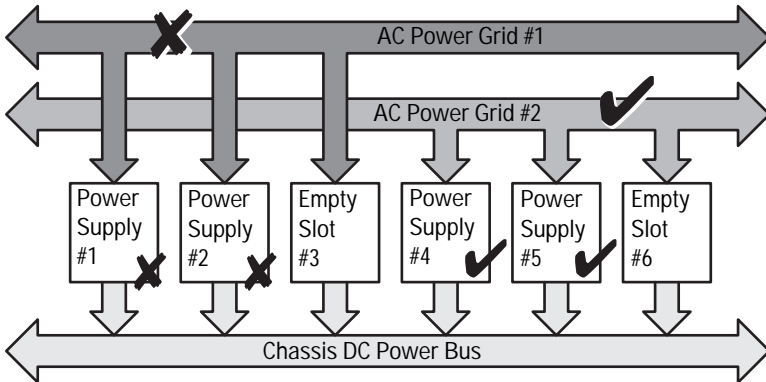 AC Power Grid #1
AC Power Grid #2
Power
Supply
#1
Power
Supply
#2
Empty
Slot
#3
Power
Supply
#4
Power
Supply
#5
Empty
Slot
#6
Chassis DC Power Bus